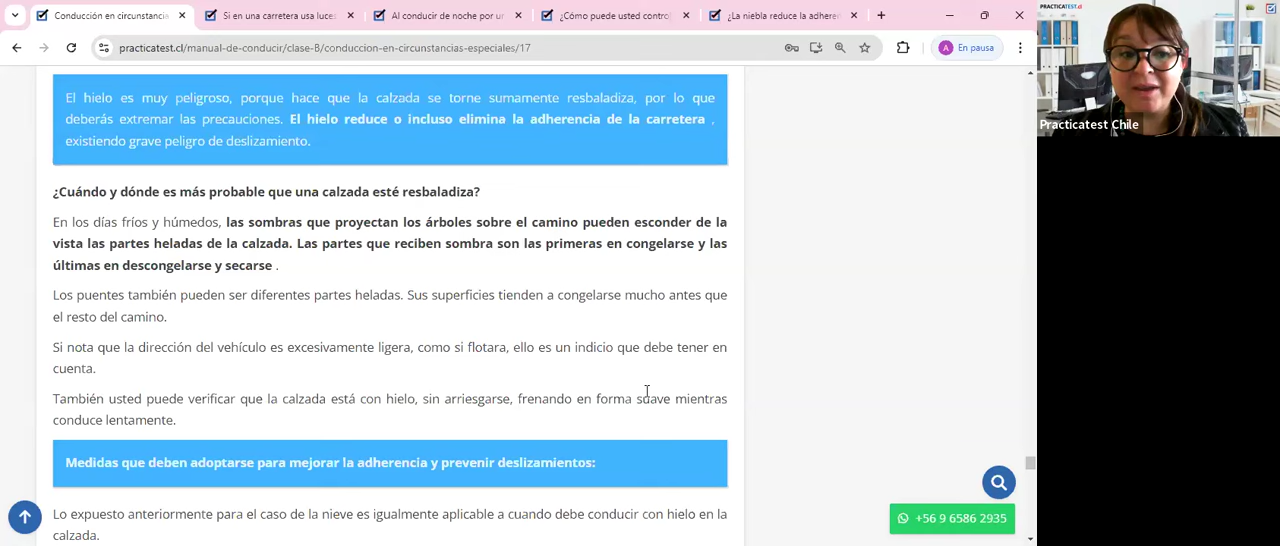 Conducción en circunstancia
Si en una carretera usa luces
Al conducir de noche por un
¿Cómo puede usted contro
¿La niebla reduce la adheren
practicatest.cl/manual-de-conducir/clase-B/conduccion-en-circunstancias-especiales/17
A
En pausa
PRACTICATEST.CL
Practicatest Chile
El hielo es muy peligroso, porque hace que la calzada se torne sumamente resbaladiza, por lo que
deberás extremar las precauciones. El hielo reduce o incluso elimina la adherencia de la carretera ,
existiendo grave peligro de deslizamiento.
¿Cuándo y dónde es más probable que una calzada esté resbaladiza?
En los días fríos y húmedos, las sombras que proyectan los árboles sobre el camino pueden esconder de la
vista las partes heladas de la calzada. Las partes que reciben sombra son las primeras en congelarse y las
últimas en descongelarse y secarse .
Los puentes también pueden ser diferentes partes heladas. Sus superficies tienden a congelarse mucho antes que
el resto del camino.
Si nota que la dirección del vehículo es excesivamente ligera, como si flotara, ello es un indicio que debe tener en
cuenta.
También usted puede verificar que la calzada está con hielo, sin arriesgarse, frenando en forma suave mientras
conduce lentamente.
Medidas que deben adoptarse para mejorar la adherencia y prevenir deslizamientos:
Lo expuesto anteriormente para el caso de la nieve es igualmente aplicable a cuando debe conducir con hielo en la
calzada.
+56 9 6586 2935